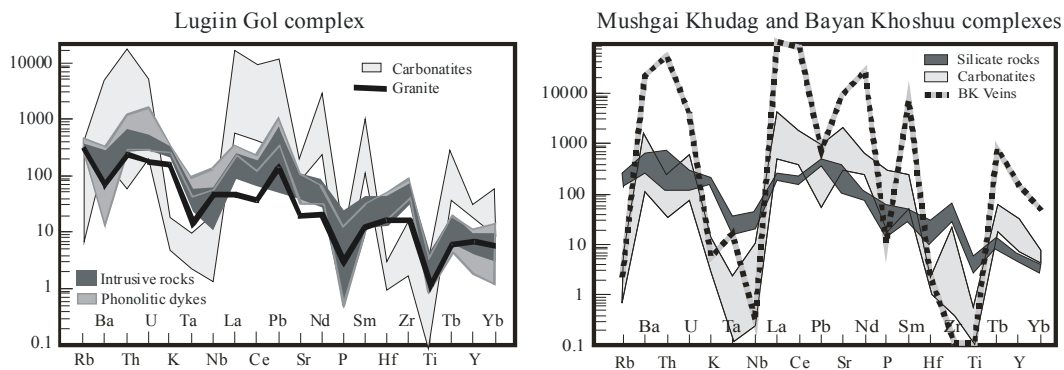 Lugiin Gol complex
10000
1000
100
10
1
0.1
Carbonatites
Granite
Intrusive rocks
Phonolitic dykes
Ba U Ta La Pb Nd Sm Zr Tb Yb
Rb Th K Nb Ce Sr P Hf Ti Y
Mushgai Khudag and Bayan Khoshuu complexes
10000
1000
100
10
1
0.1
Silicate rocks
Carbonatites
BK Veins
Ba U Ta La Pb Nd Sm Zr Tb Yb
Rb Th K Nb Ce Sr P Hf Ti Y